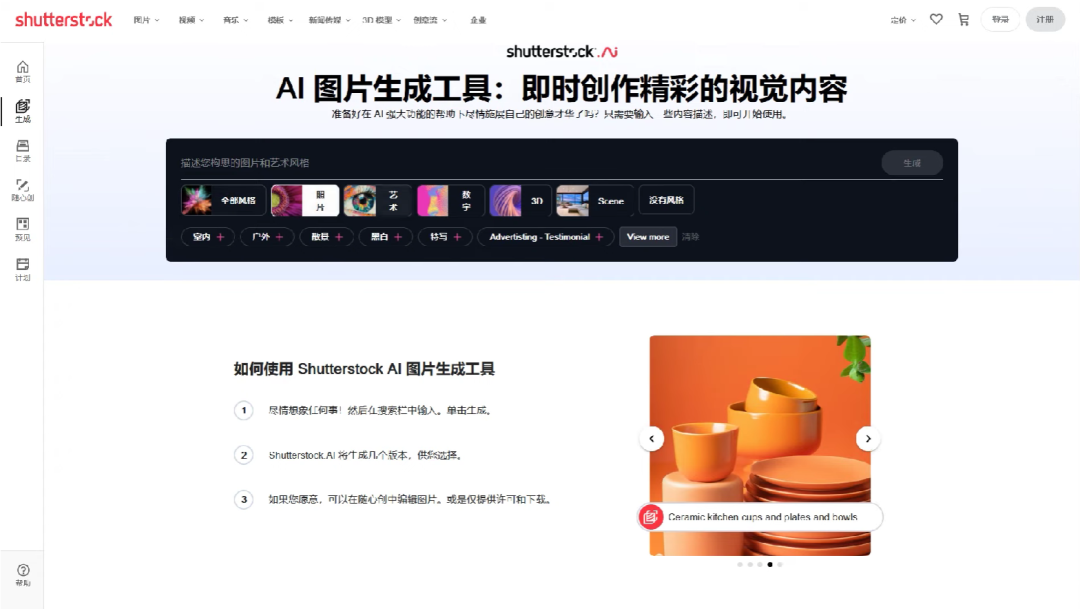 shutterstock
图片
视频
音乐
模板
新闻传媒
3D 模型
创意流
企业
定价
登录
注册
首页
生成
目录
随心创
预见
计划
帮助
shutterstock.Ai
AI 图片生成工具：即时创作精彩的视觉内容
准备好在 AI 强大功能的帮助下尽情施展自己的创意才华了吗？只需要输入一些内容描述，即可开始使用。
描述您构思的图片和艺术风格
生成
全部风格
照片
艺术
数字
3D
Scene
没有风格
室内 +
户外 +
散景 +
黑白 +
特写 +
Advertisting - Testimonial +
View more
清除
如何使用 Shutterstock AI 图片生成工具
1 尽情想象任何事！然后在搜索栏中输入。单击生成。
2 Shutterstock.AI 将生成几个版本，供您选择。
3 如果您愿意，可以在随心创中编辑图片。或是仅提供许可和下载。
Ceramic kitchen cups and plates and bowls